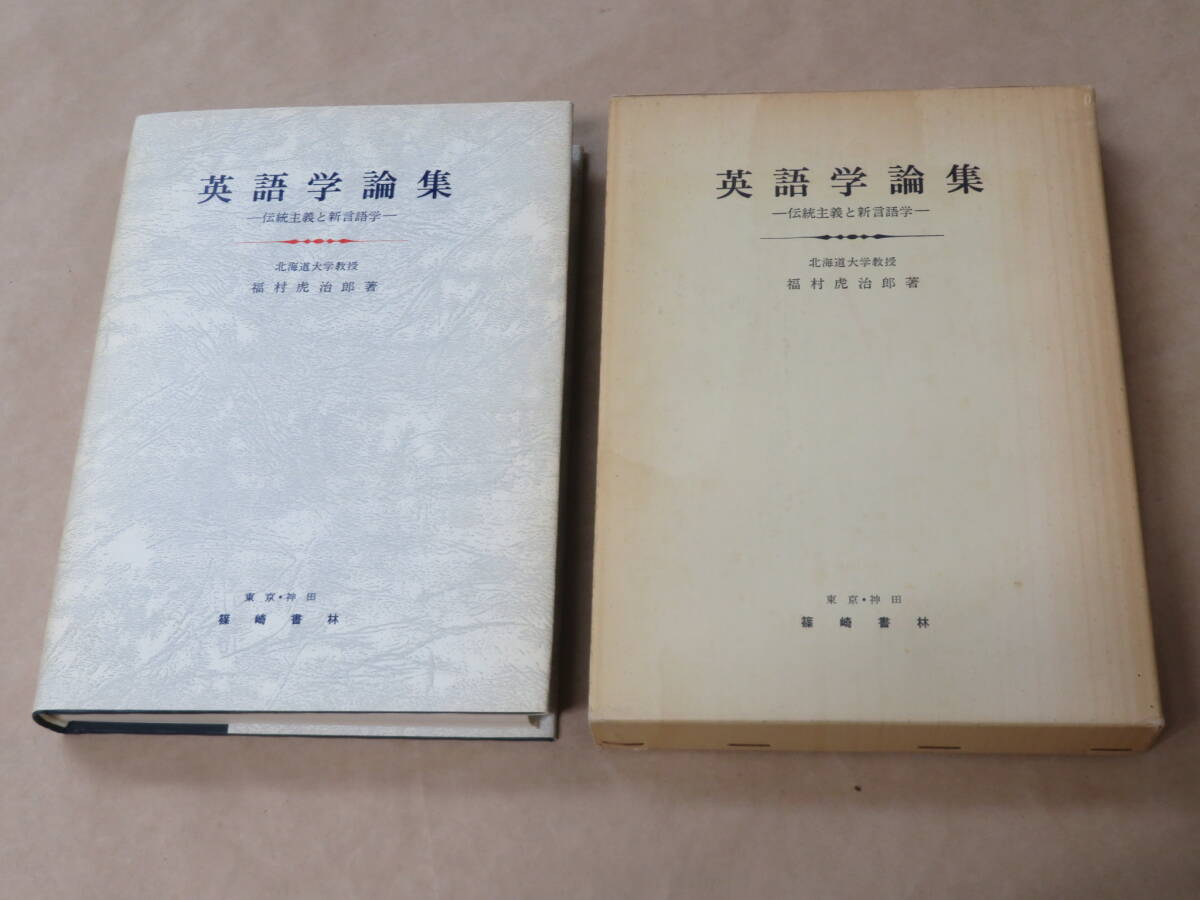 英語学論集
―伝統主義と新言語学―
北海道大学教授
福村虎治郎著
東京・神田
篠崎書林
英語学論集
―伝統主義と新言語学―
北海道大学教授
福村虎治郎著
東京・神田
篠崎書林